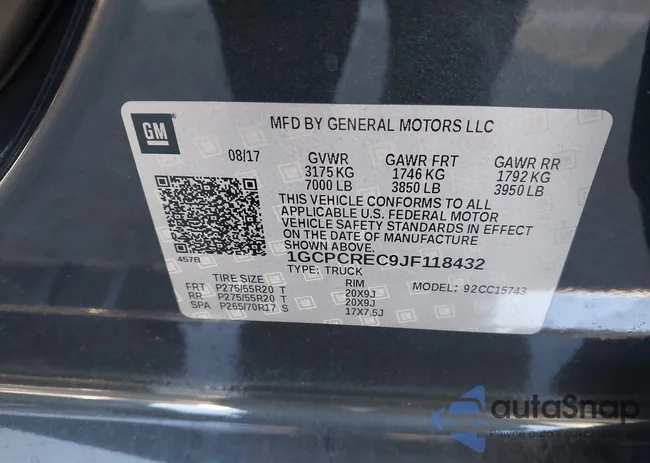 GM
MFD BY GENERAL MOTORS LLC
08/17 GVWR GAWR FRT GAWR RR
3175 KG 1746 KG 1792 KG
7000 LB 3850 LB 3950 LB
THIS VEHICLE CONFORMS TO ALL
APPLICABLE U.S. FEDERAL MOTOR
VEHICLE SAFETY STANDARDS IN EFFECT
ON THE DATE OF MANUFACTURE
SHOWN ABOVE.
457B
1GCPCREC9JF118432
TYPE: TRUCK
TIRE SIZE RIM MODEL: 92CC15743
FRT P275/55R20 T 20X9J
RR P275/55R20 T 20X9J
SPA P265/70R17 S 17X7.5J
autaSnap